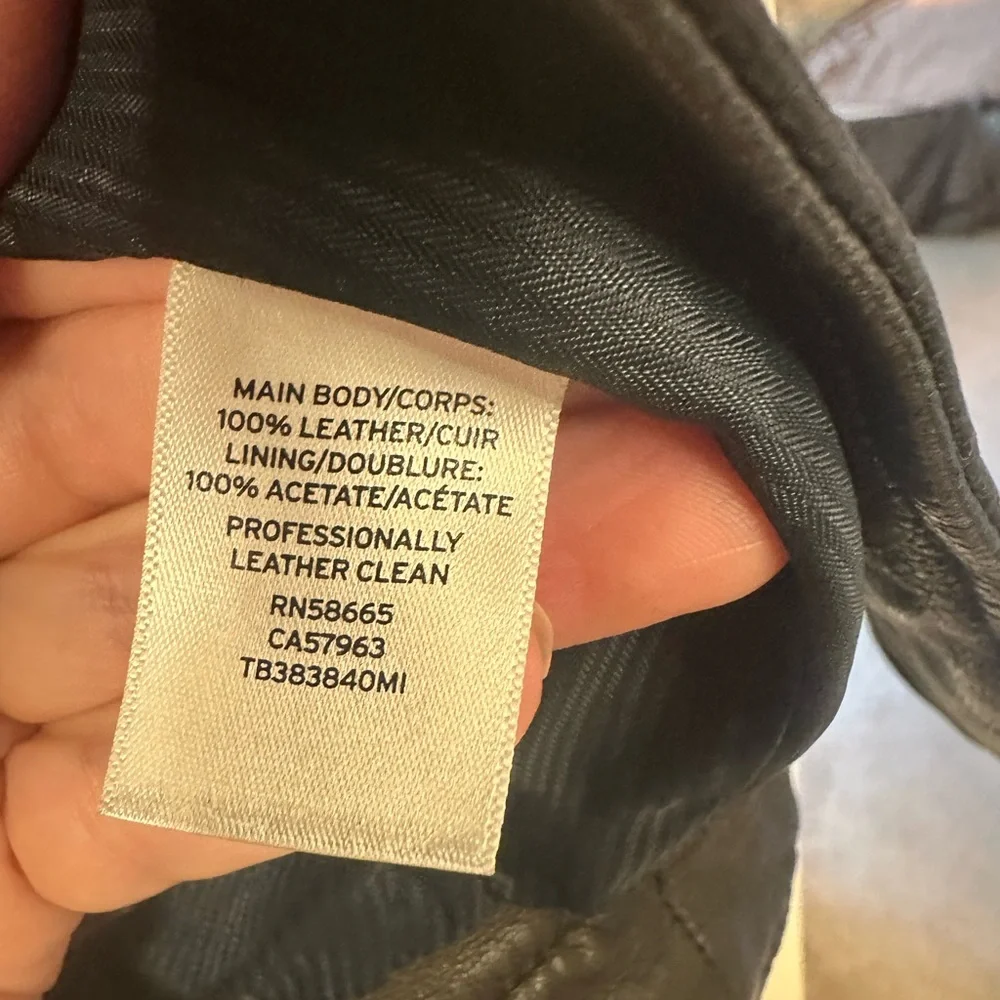 MAIN BODY/CORPS:
100% LEATHER/CUIR
LINING/DOUBLURE:
100% ACETATE/ACÉTATE
PROFESSIONALLY
LEATHER CLEAN
RN58665
CA57963
TB383840MI